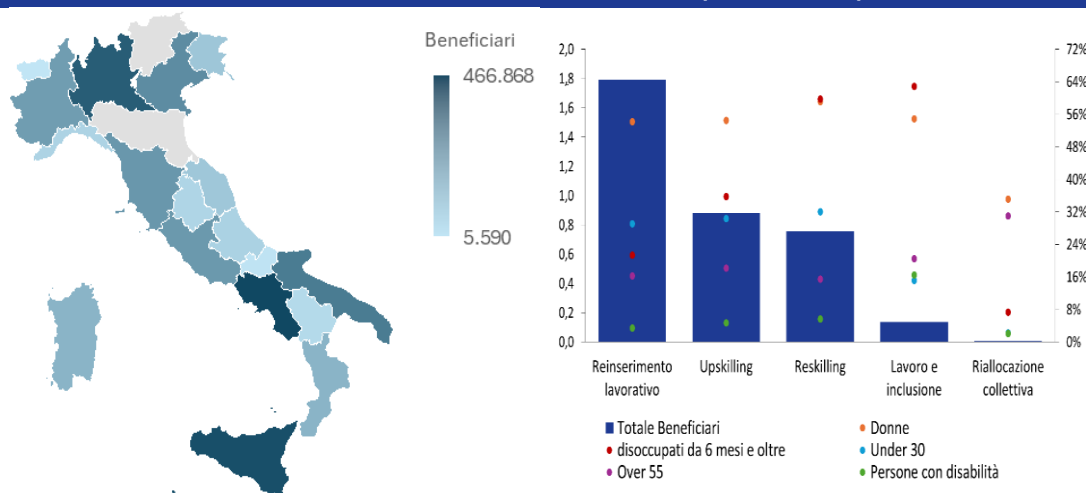 Beneficiari
466.868
5.590
2,0
1,8
1,6
1,4
1,2
1,0
0,8
0,6
0,4
0,2
0,0
72%
64%
56%
48%
40%
32%
24%
16%
8%
0%
Reinserimento
lavorativo
Upskilling
Reskilling
Lavoro e
inclusione
Riallocazione
collettiva
Totale Beneficiari
Donne
disoccupati da 6 mesi e oltre
Under 30
Over 55
Persone con disabilità